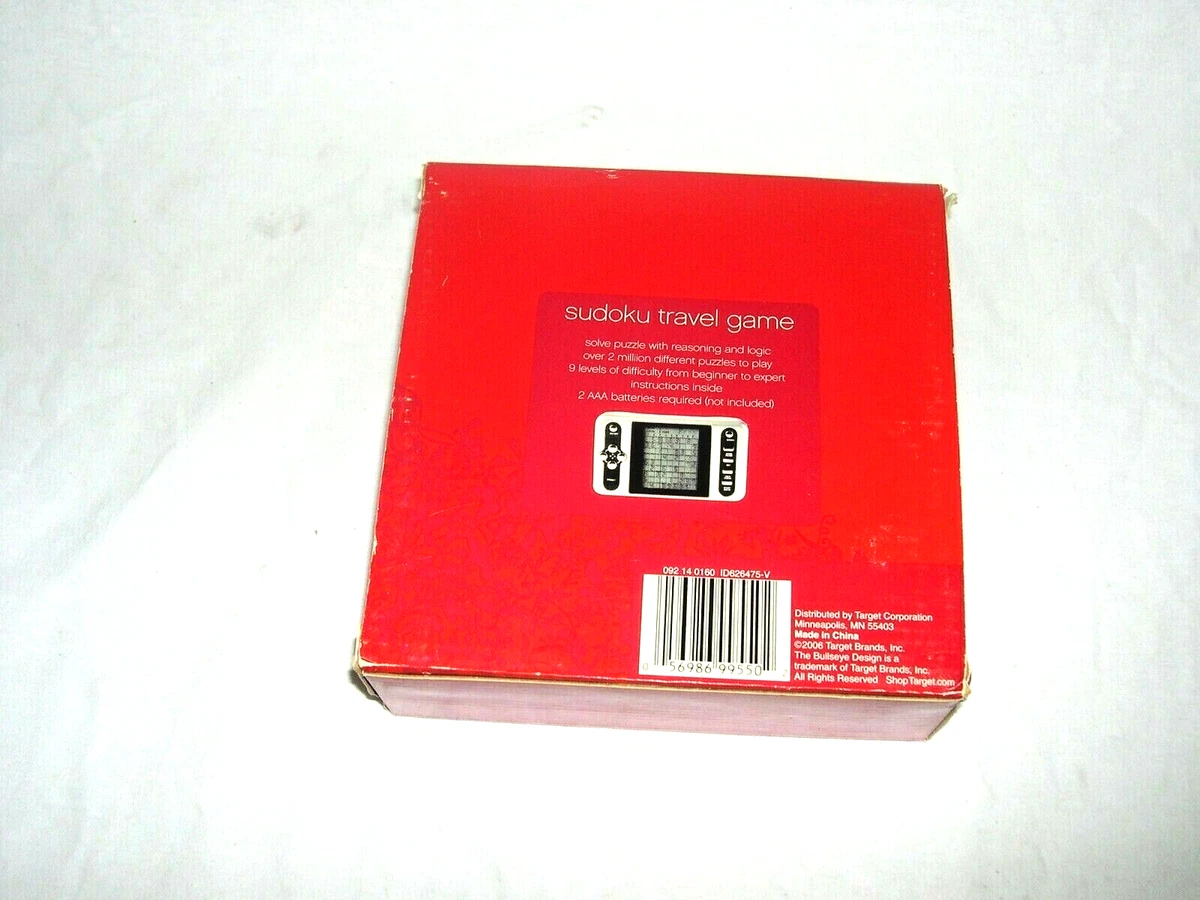 sudoku travel game
solve puzzle with reasoning and logic
over 2 milliion different puzzles to play
9 levels of difficulty from beginner to expert
instructions inside
2 AAA batteries required (not included)
092 14 0160 ID626475-V
0 56986 99550
Distributed by Target Corporation
Minneapolis, MN 55403
Made in China
©2006 Target Brands, Inc.
The Bullseye Design is a
trademark of Target Brands, Inc.
All Rights Reserved ShopTarget.com